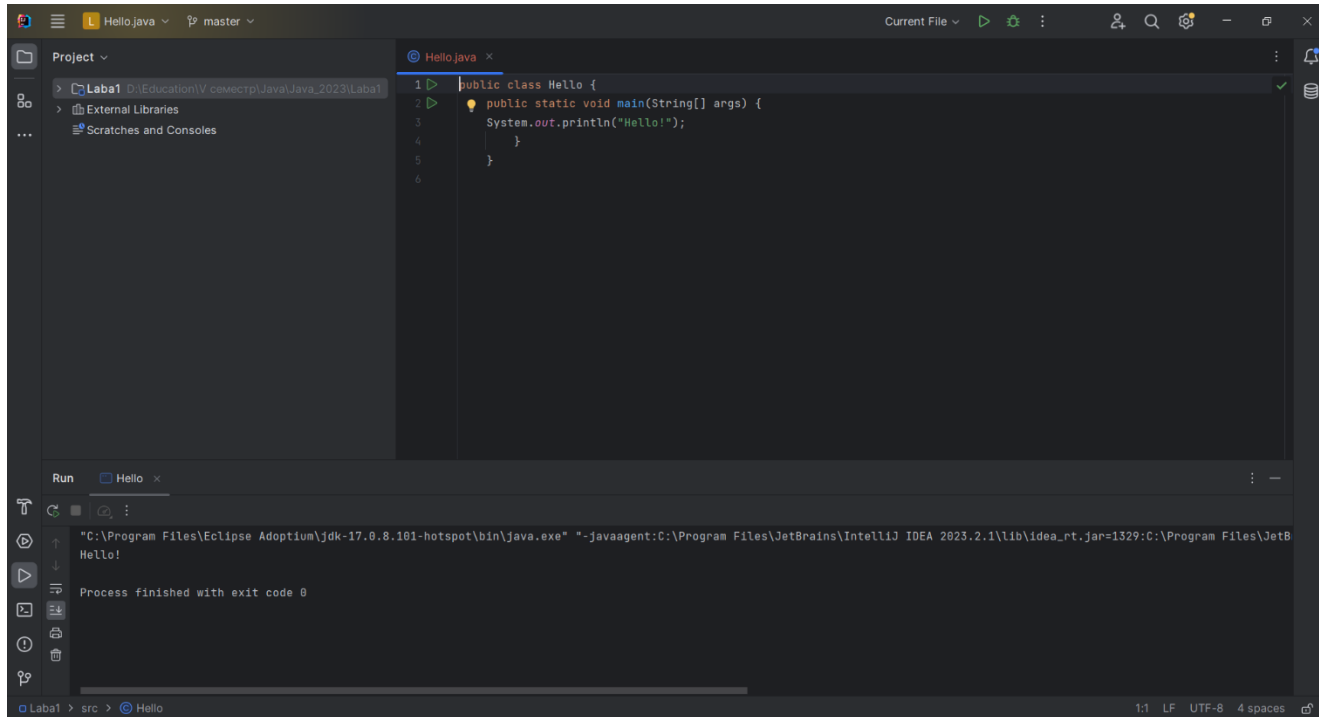 L Hello.java master Current File
Project
Hello.java
Laba1 D:\Education\V семестр\Java\Java_2023\Laba1
External Libraries
Scratches and Consoles
1 public class Hello {
2 public static void main(String[] args) {
3 System.out.println("Hello!");
4 }
5 }
6
Run Hello
"C:\Program Files\Eclipse Adoptium\jdk-17.0.8.101-hotspot\bin\java.exe" "-javaagent:C:\Program Files\JetBrains\IntelliJ IDEA 2023.2.1\lib\idea_rt.jar=1329:C:\Program Files\JetB
Hello!
Process finished with exit code 0
Laba1 > src > Hello 1:1 LF UTF-8 4 spaces